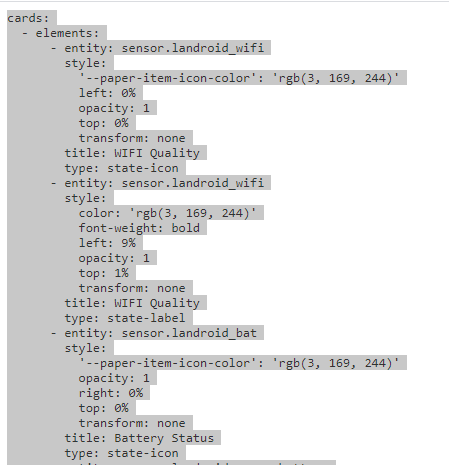 cards:
- elements:
- entity: sensor.landroid_wifi
style:
'--paper-item-icon-color': 'rgb(3, 169, 244)'
left: 0%
opacity: 1
top: 0%
transform: none
title: WIFI Quality
type: state-icon
- entity: sensor.landroid_wifi
style:
color: 'rgb(3, 169, 244)'
font-weight: bold
left: 9%
opacity: 1
top: 1%
transform: none
title: WIFI Quality
type: state-label
- entity: sensor.landroid_bat
style:
'--paper-item-icon-color': 'rgb(3, 169, 244)'
opacity: 1
right: 0%
top: 0%
transform: none
title: Battery Status
type: state-icon